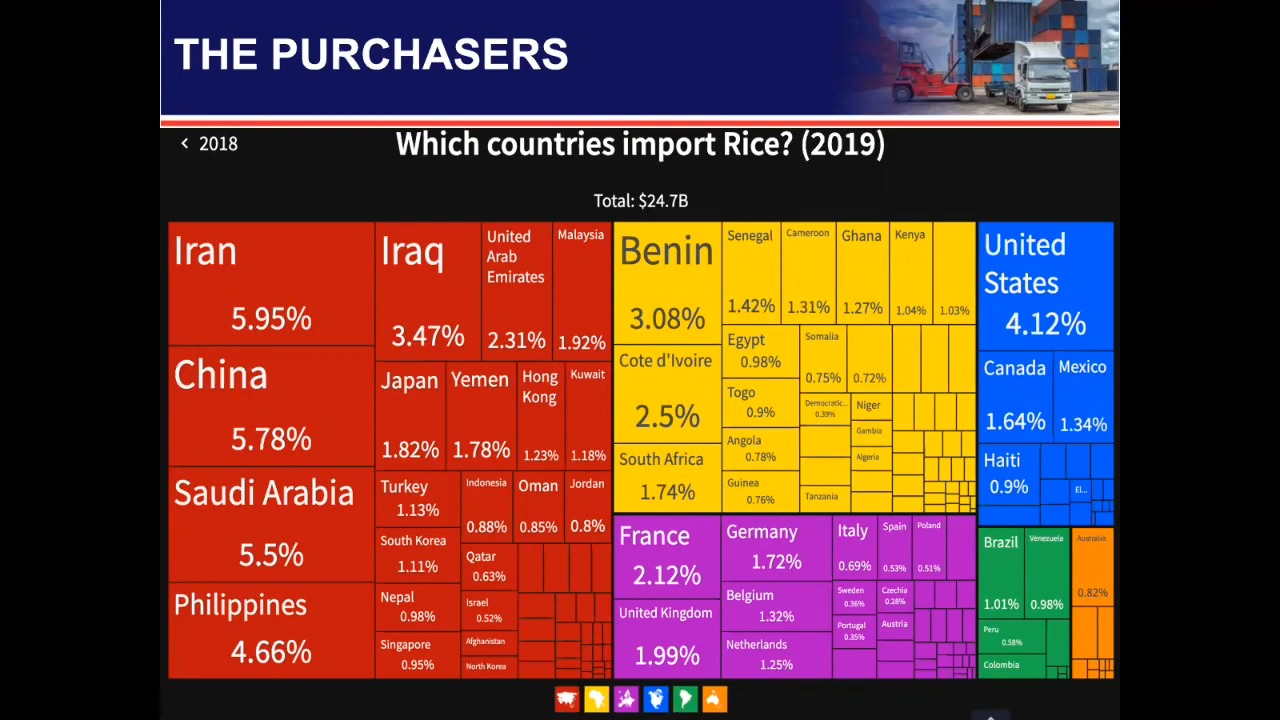 THE PURCHASERS
2018
Which countries import Rice? (2019)
Total: $24.7B
Iran
5.95%
China
5.78%
Saudi Arabia
5.5%
Philippines
4.66%
Iraq
3.47%
United
Arab
Emirates
2.31%
Malaysia
1.92%
Japan
1.82%
Yemen
1.78%
Hong
Kong
1.23%
Kuwait
1.18%
Turkey
1.13%
South Korea
1.11%
Nepal
0.98%
Singapore
0.95%
Indonesia
0.88%
Oman
0.85%
Jordan
0.8%
Qatar
0.63%
Israel
0.52%
Afghanistan
North Korea
Benin
3.08%
Cote d'Ivoire
2.5%
South Africa
1.74%
Senegal
1.42%
Cameroon
1.31%
Ghana
1.27%
Kenya
1.04%
1.03%
Egypt
0.98%
Togo
0.9%
Angola
0.78%
Guinea
0.76%
Somalia
0.75%
0.72%
Democratic...
0.39%
Niger
Gambia
Algeria
Tanzania
France
2.12%
United Kingdom
1.99%
Germany
1.72%
Belgium
1.32%
Netherlands
1.25%
Italy
0.69%
Spain
0.53%
Poland
0.51%
Sweden
0.36%
Czechia
0.28%
Portugal
0.35%
Austria
United
States
4.12%
Canada
1.64%
Mexico
1.34%
Haiti
0.9%
El...
Brazil
1.01%
Venezuela
0.98%
Peru
0.58%
Colombia
Australia
0.82%